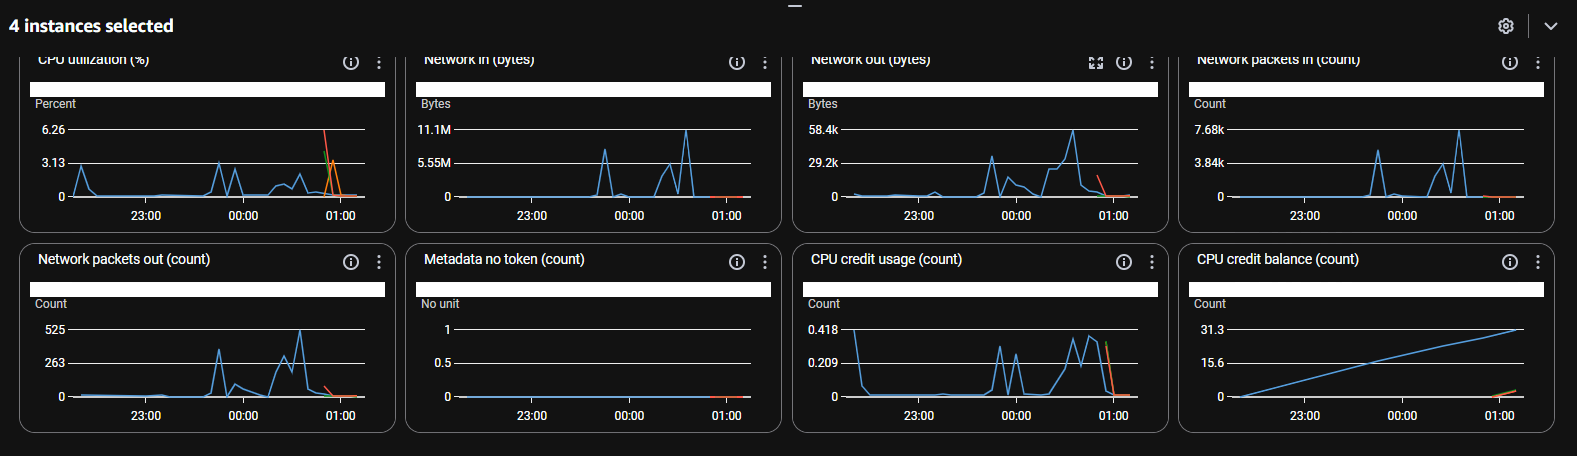 4 instances selected
CPU utilization (%)
Percent
6.26
3.13
0
23:00 00:00 01:00
Network in (bytes)
Bytes
11.1M
5.55M
0
23:00 00:00 01:00
Network out (bytes)
Bytes
58.4k
29.2k
0
23:00 00:00 01:00
Network packets in (count)
Count
7.68k
3.84k
0
23:00 00:00 01:00
Network packets out (count)
Count
525
263
0
23:00 00:00 01:00
Metadata no token (count)
No unit
1
0.5
0
23:00 00:00 01:00
CPU credit usage (count)
Count
0.418
0.209
0
23:00 00:00 01:00
CPU credit balance (count)
Count
31.3
15.6
0
23:00 00:00 01:00